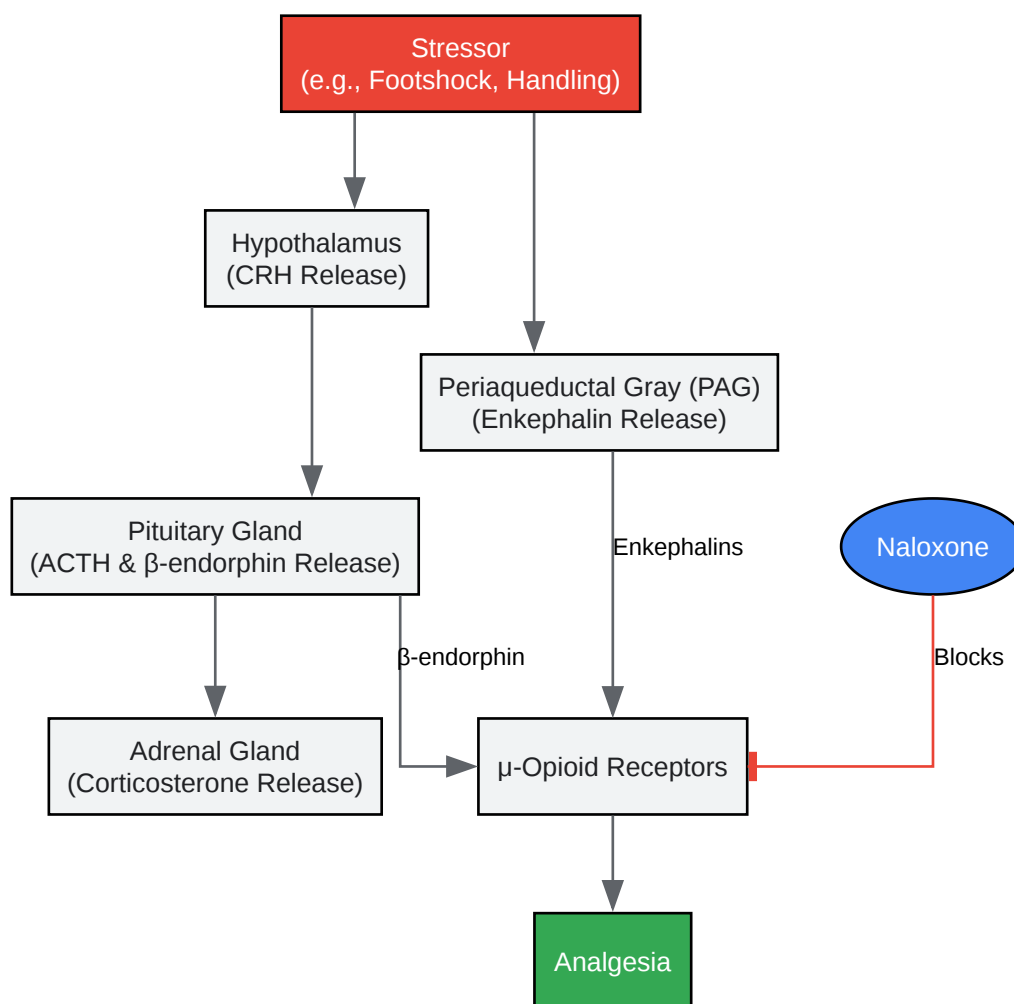 Stressor
(e.g., Footshock, Handling)
Hypothalamus
(CRH Release)
Periaqueductal Gray (PAG)
(Enkephalin Release)
Pituitary Gland
(ACTH & β-endorphin Release)
Enkephalins
Naloxone
β-endorphin
Blocks
Adrenal Gland
(Corticosterone Release)
μ-Opioid Receptors
Analgesia